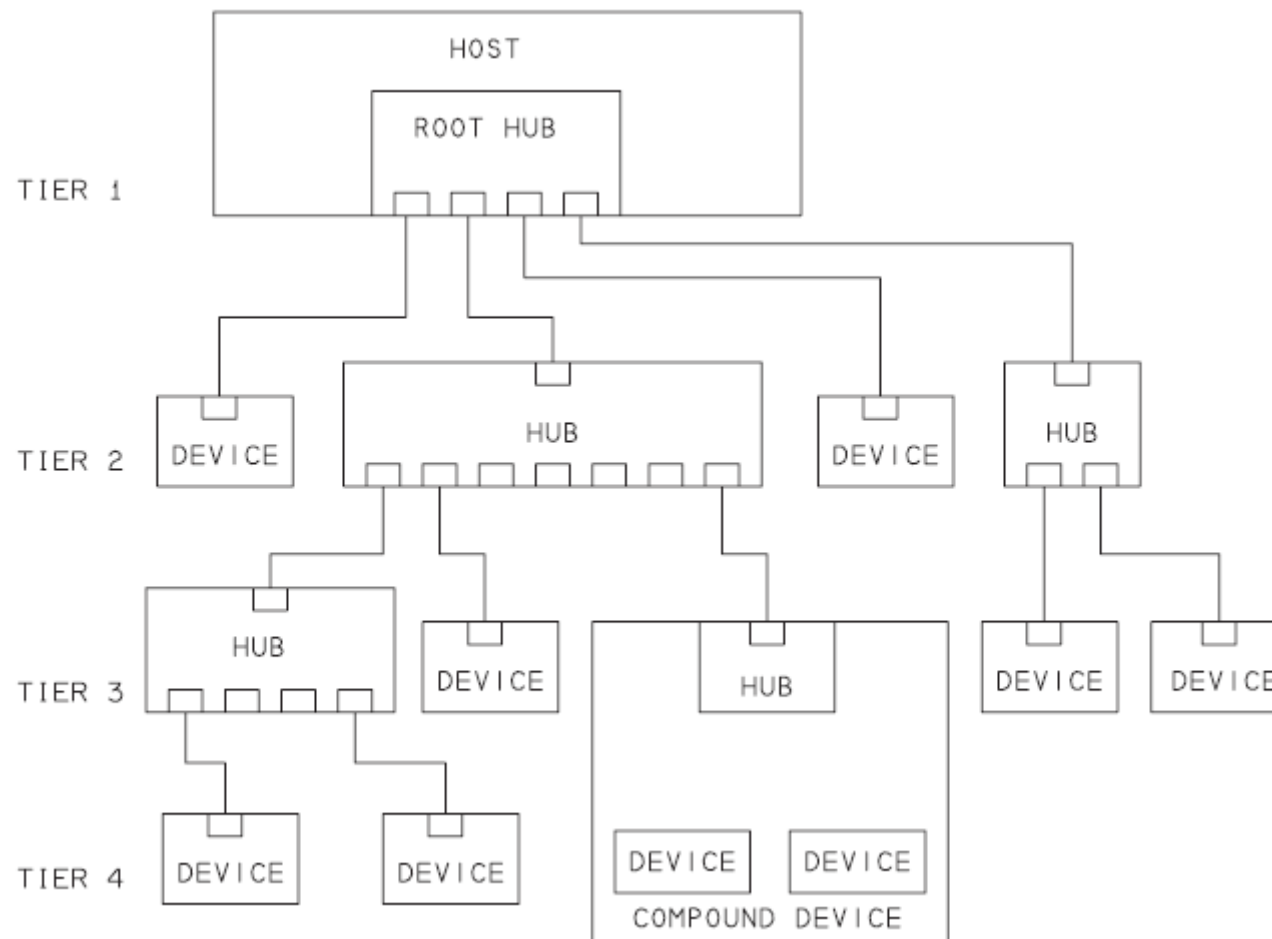 HOST
ROOT HUB
TIER 1
TIER 2
DEVICE
HUB
DEVICE
HUB
TIER 3
HUB
DEVICE
HUB
DEVICE
DEVICE
TIER 4
DEVICE
DEVICE
DEVICE
DEVICE
COMPOUND DEVICE